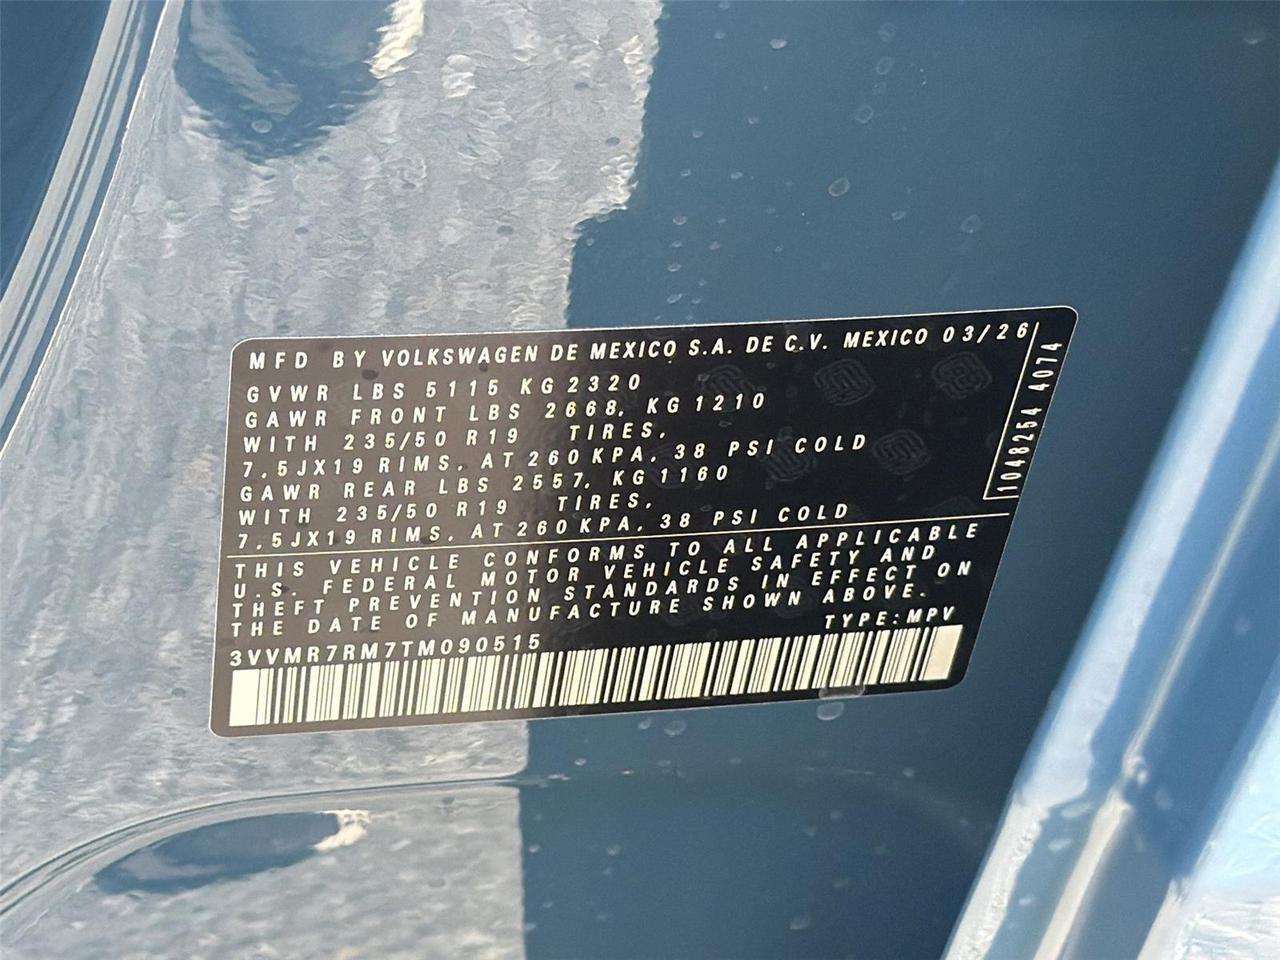 MFD BY VOLKSWAGEN DE MEXICO S.A. DE C.V. MEXICO 03/26
GVWR LBS 5115 KG 2320
GAWR FRONT LBS 2668, KG 1210
WITH 235/50 R19 TIRES,
7,5JX19 RIMS, AT 260 KPA, 38 PSI COLD
GAWR REAR LBS 2557, KG 1160
WITH 235/50 R19 TIRES,
7,5JX19 RIMS, AT 260 KPA, 38 PSI COLD
1048254 4074
THIS VEHICLE CONFORMS TO ALL APPLICABLE
U.S. FEDERAL MOTOR VEHICLE SAFETY AND
THEFT PREVENTION STANDARDS IN EFFECT ON
THE DATE OF MANUFACTURE SHOWN ABOVE.
3VVMR7RM7TM090515 TYPE:MPV